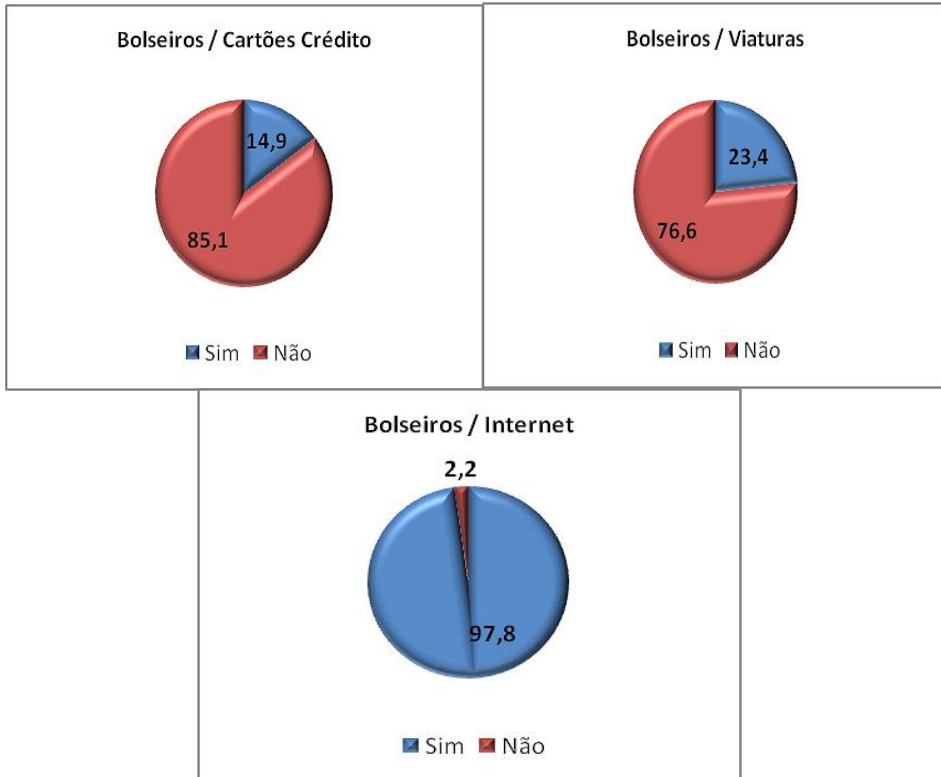 Bolseiros / Cartões Crédito
14,9
85,1
Sim Não
Bolseiros / Viaturas
23,4
76,6
Sim Não
Bolseiros / Internet
2,2
97,8
Sim Não